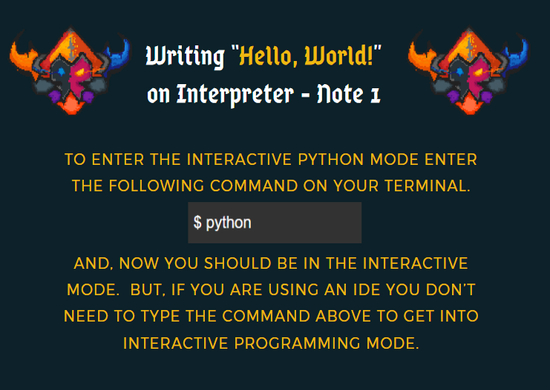 Writing "Hello, World!"
on Interpreter - Note 1
TO ENTER THE INTERACTIVE PYTHON MODE ENTER
THE FOLLOWING COMMAND ON YOUR TERMINAL.
$ python
AND, NOW YOU SHOULD BE IN THE INTERACTIVE
MODE. BUT, IF YOU ARE USING AN IDE YOU DON'T
NEED TO TYPE THE COMMAND ABOVE TO GET INTO
INTERACTIVE PROGRAMMING MODE.